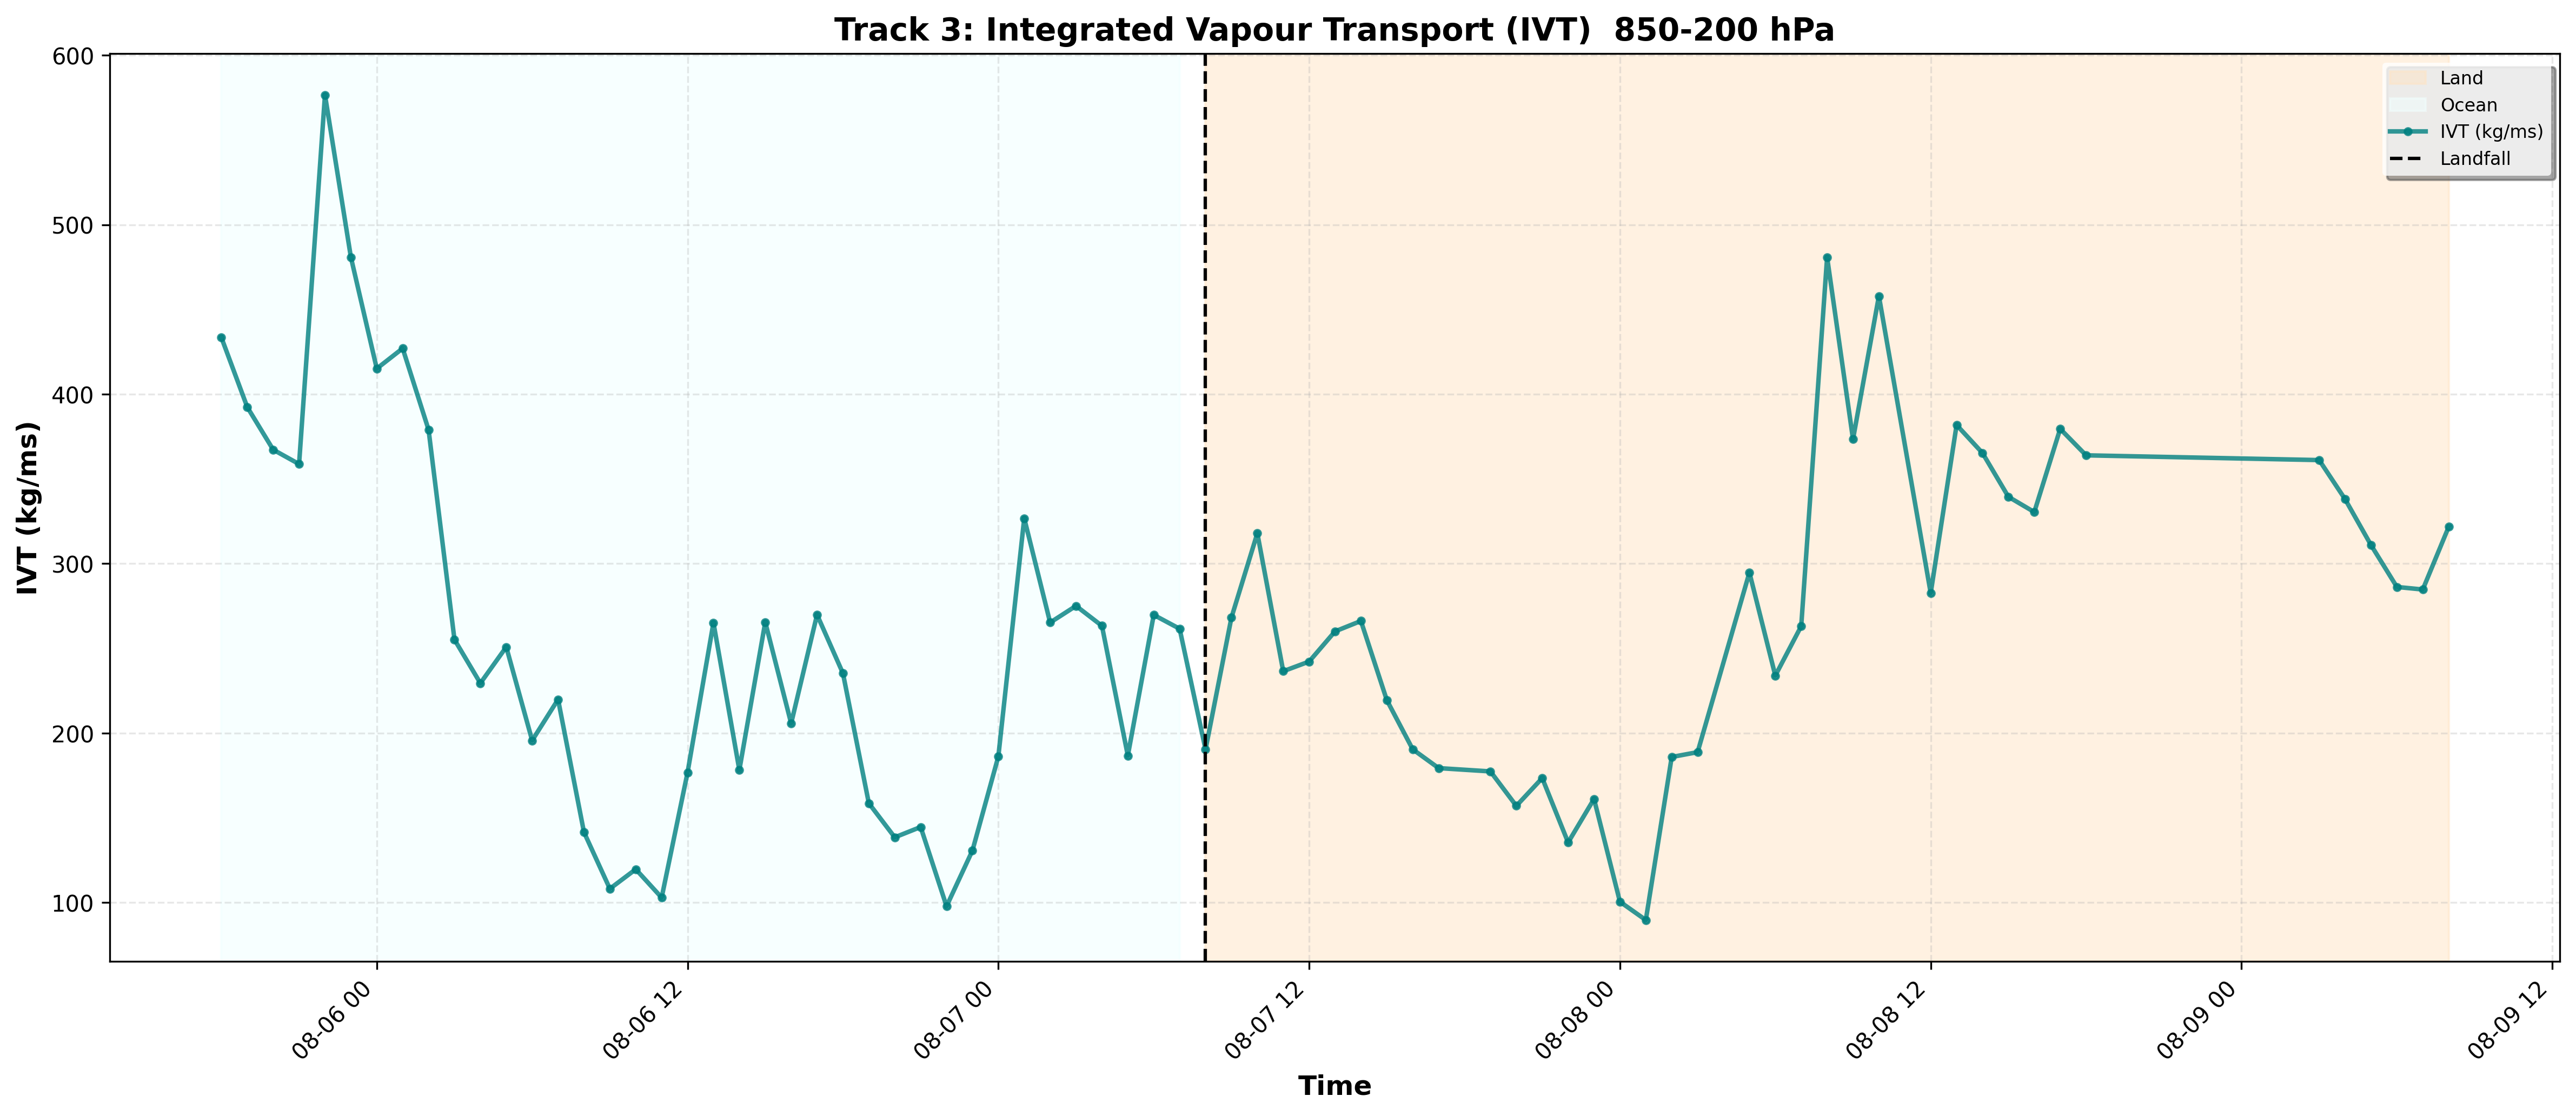 Track 3: Integrated Vapour Transport (IVT)  850-200 hPa
600
500
400
300
200
100
IVT (kg/ms)
Land
Ocean
IVT (kg/ms)
Landfall
08-06 00
08-06 12
08-07 00
08-07 12
08-08 00
08-08 12
08-09 00
08-09 12
Time